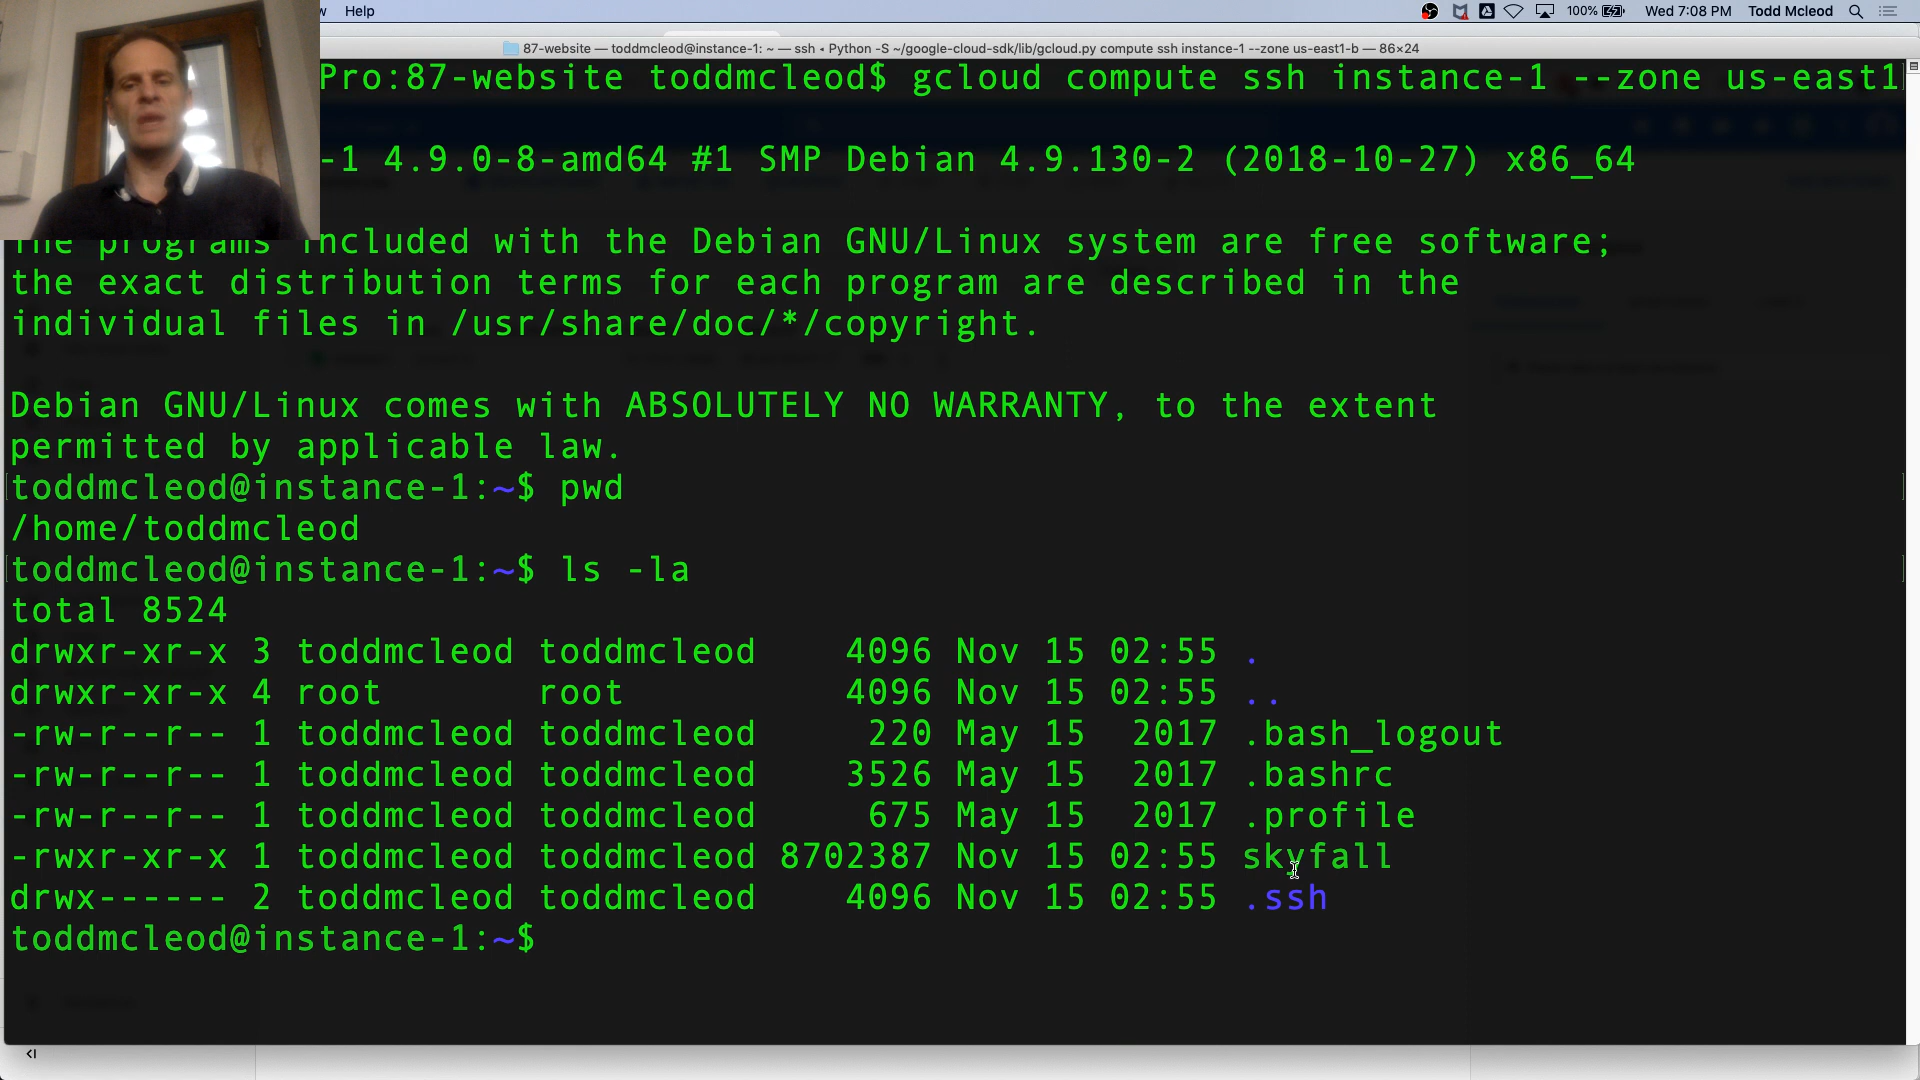 Help
100%
Wed 7:08 PM
Todd Mcleod
87-website — toddmcleod@instance-1: ~ — ssh ◂ Python -S ~/google-cloud-sdk/lib/gcloud.py compute ssh instance-1 --zone us-east1-b — 86×24
Pro:87-website toddmcleod$ gcloud compute ssh instance-1 --zone us-east1
-1 4.9.0-8-amd64 #1 SMP Debian 4.9.130-2 (2018-10-27) x86_64
The programs included with the Debian GNU/Linux system are free software;
the exact distribution terms for each program are described in the
individual files in /usr/share/doc/*/copyright.
Debian GNU/Linux comes with ABSOLUTELY NO WARRANTY, to the extent
permitted by applicable law.
toddmcleod@instance-1:~$ pwd
/home/toddmcleod
toddmcleod@instance-1:~$ ls -la
total 8524
drwxr-xr-x 3 toddmcleod toddmcleod    4096 Nov 15 02:55 .
drwxr-xr-x 4 root       root          4096 Nov 15 02:55 ..
-rw-r--r-- 1 toddmcleod toddmcleod     220 May 15  2017 .bash_logout
-rw-r--r-- 1 toddmcleod toddmcleod    3526 May 15  2017 .bashrc
-rw-r--r-- 1 toddmcleod toddmcleod     675 May 15  2017 .profile
-rwxr-xr-x 1 toddmcleod toddmcleod 8702387 Nov 15 02:55 skyfall
drwx------ 2 toddmcleod toddmcleod    4096 Nov 15 02:55 .ssh
toddmcleod@instance-1:~$